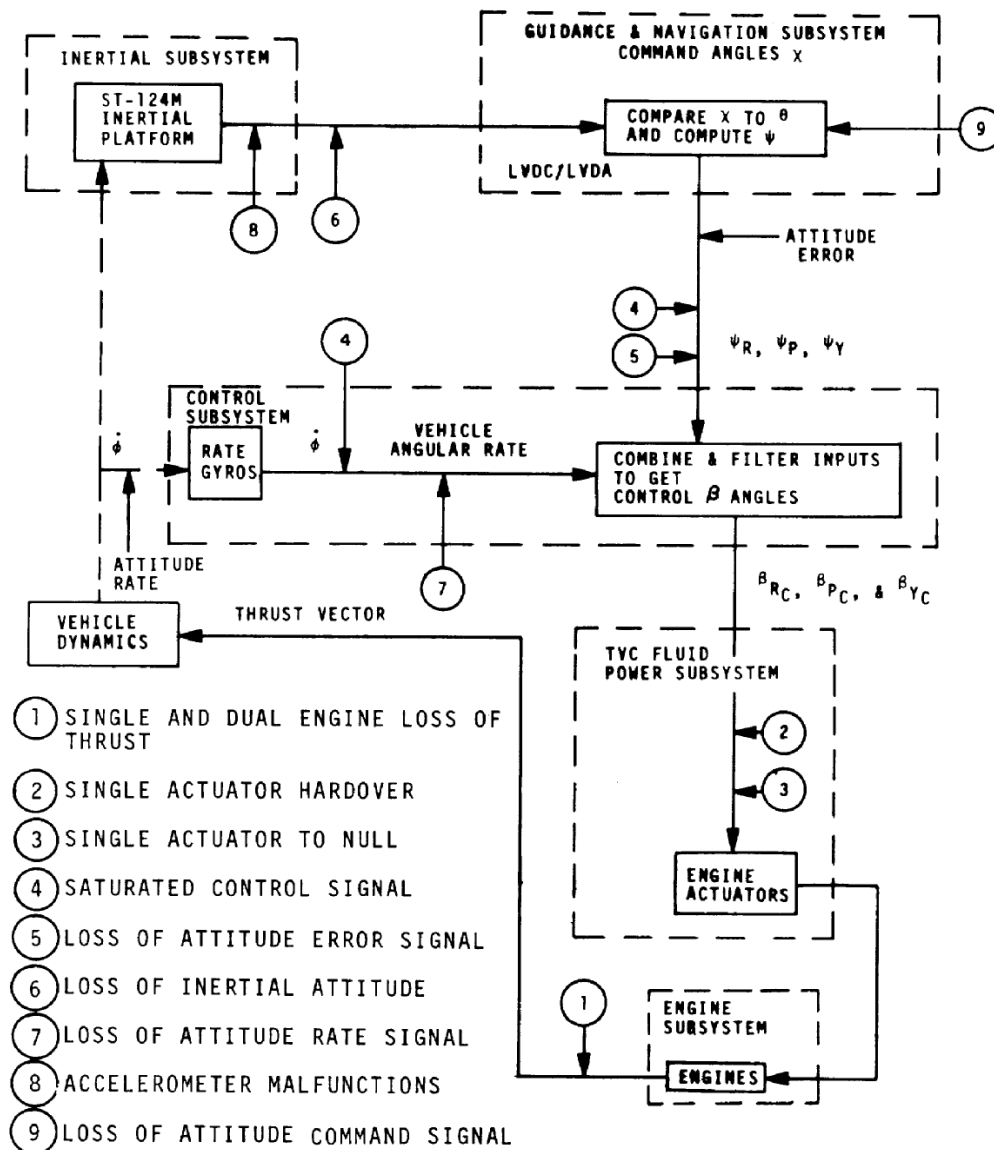 GUIDANCE & NAVIGATION SUBSYSTEM
COMMAND ANGLES χ
INERTIAL SUBSYSTEM
ST-124M
INERTIAL
PLATFORM
COMPARE χ TO θ
AND COMPUTE ψ
9
LVDC/LVDA
8
6
ATTITUDE
ERROR
4
5
ψR, ψP, ψY
4
CONTROL
SUBSYSTEM
φ̇
RATE
GYROS
φ̇
VEHICLE
ANGULAR RATE
COMBINE & FILTER INPUTS
TO GET
CONTROL β ANGLES
ATTITUDE
RATE
7
βRC, βPC, & βYC
VEHICLE
DYNAMICS
THRUST VECTOR
TVC FLUID
POWER SUBSYSTEM
2
3
ENGINE
ACTUATORS
1
ENGINE
SUBSYSTEM
ENGINES
1 SINGLE AND DUAL ENGINE LOSS OF
THRUST
2 SINGLE ACTUATOR HARDOVER
3 SINGLE ACTUATOR TO NULL
4 SATURATED CONTROL SIGNAL
5 LOSS OF ATTITUDE ERROR SIGNAL
6 LOSS OF INERTIAL ATTITUDE
7 LOSS OF ATTITUDE RATE SIGNAL
8 ACCELEROMETER MALFUNCTIONS
9 LOSS OF ATTITUDE COMMAND SIGNAL